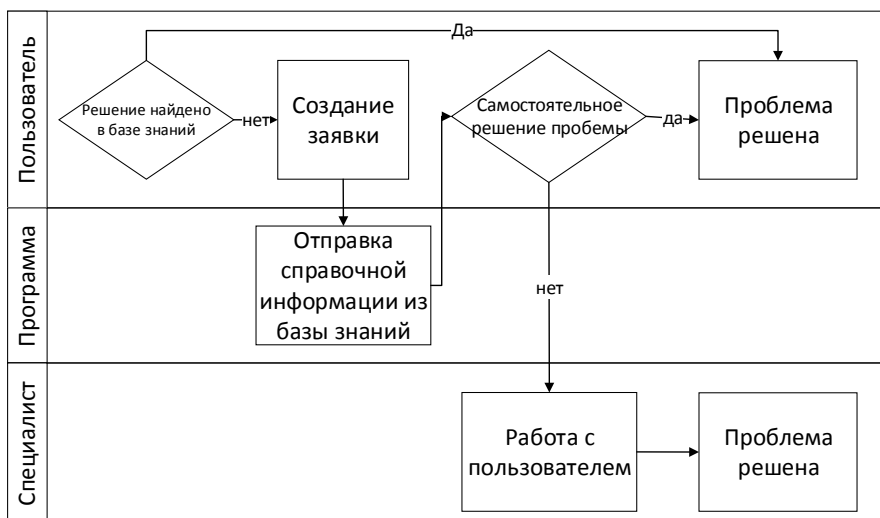 Пользователь
Да
Решение найдено
в базе знаний
нет
Создание
заявки
Самостоятельное
решение пробемы
да
Проблема
решена
Программа
Отправка
справочной
информации из
базы знаний
нет
Специалист
Работа с
пользователем
Проблема
решена